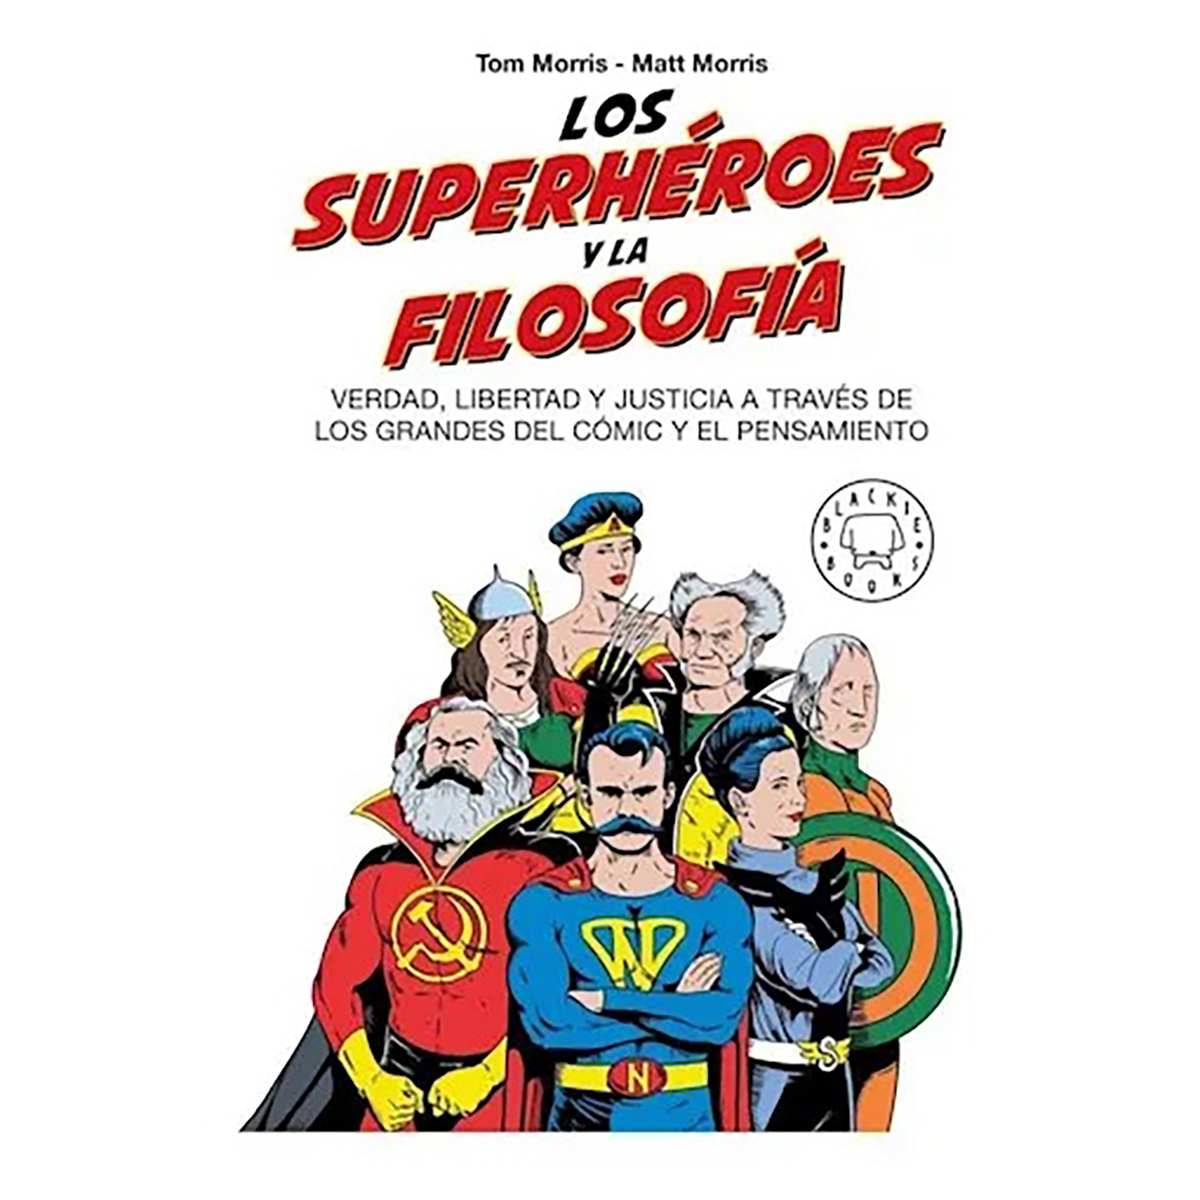 Tom Morris - Matt Morris
LOS
SUPERHÉROES
Y LA
FILOSOFÍA
VERDAD, LIBERTAD Y JUSTICIA A TRAVÉS DE
LOS GRANDES DEL CÓMIC Y EL PENSAMIENTO
BLACKIE
BOOKS
A
W
N
S